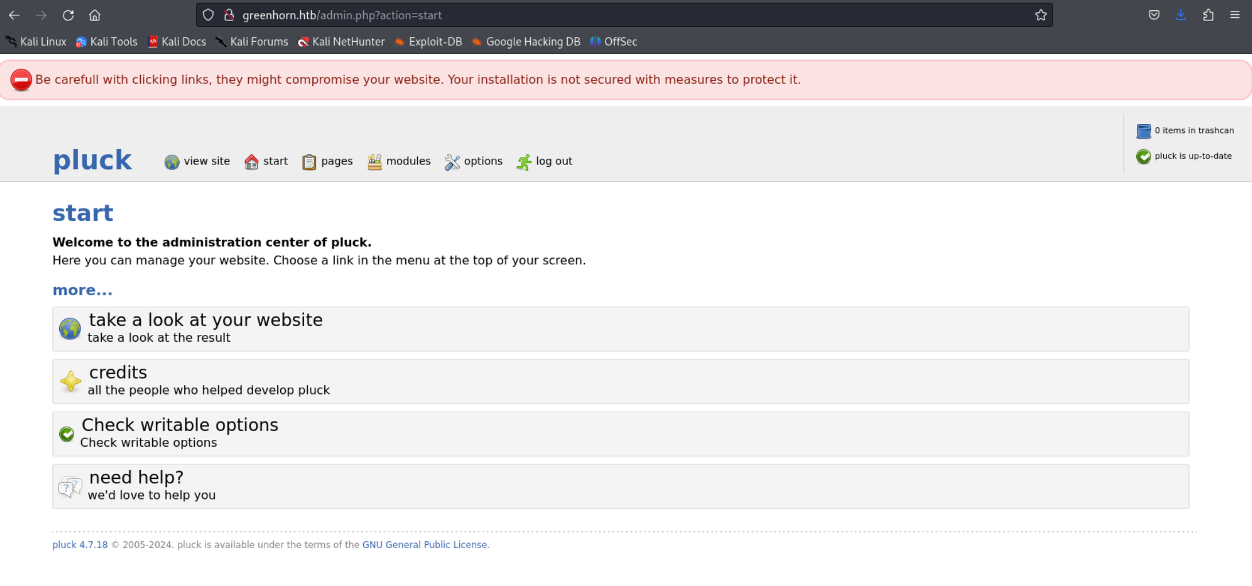 greenhorn.htb/admin.php?action=start
Kali Linux Kali Tools Kali Docs Kali Forums Kali NetHunter Exploit-DB Google Hacking DB OffSec
Be carefull with clicking links, they might compromise your website. Your installation is not secured with measures to protect it.
0 items in trashcan
pluck view site start pages modules options log out
pluck is up-to-date
start
Welcome to the administration center of pluck.
Here you can manage your website. Choose a link in the menu at the top of your screen.
more...
take a look at your website
take a look at the result
credits
all the people who helped develop pluck
Check writable options
Check writable options
need help?
we'd love to help you
pluck 4.7.18 © 2005-2024. pluck is available under the terms of the GNU General Public License.